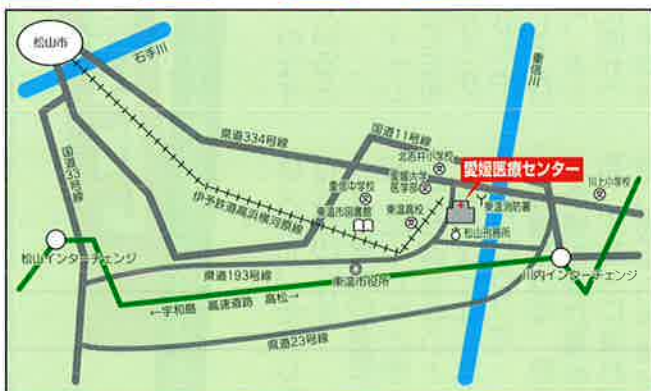 松山市
石手川
重信川
県道334号線
国道11号線
北吉井小学校
愛媛医療センター
国道33号線
愛媛大学
医学部
川上小学校
重信中学校
東温消防署
伊予鉄道高浜横河原線
東温市図書館
東温高校
松山刑務所
松山インターチェンジ
県道193号線
東温市役所
川内インターチェンジ
←宇和島 高速道路 高松→
県道23号線